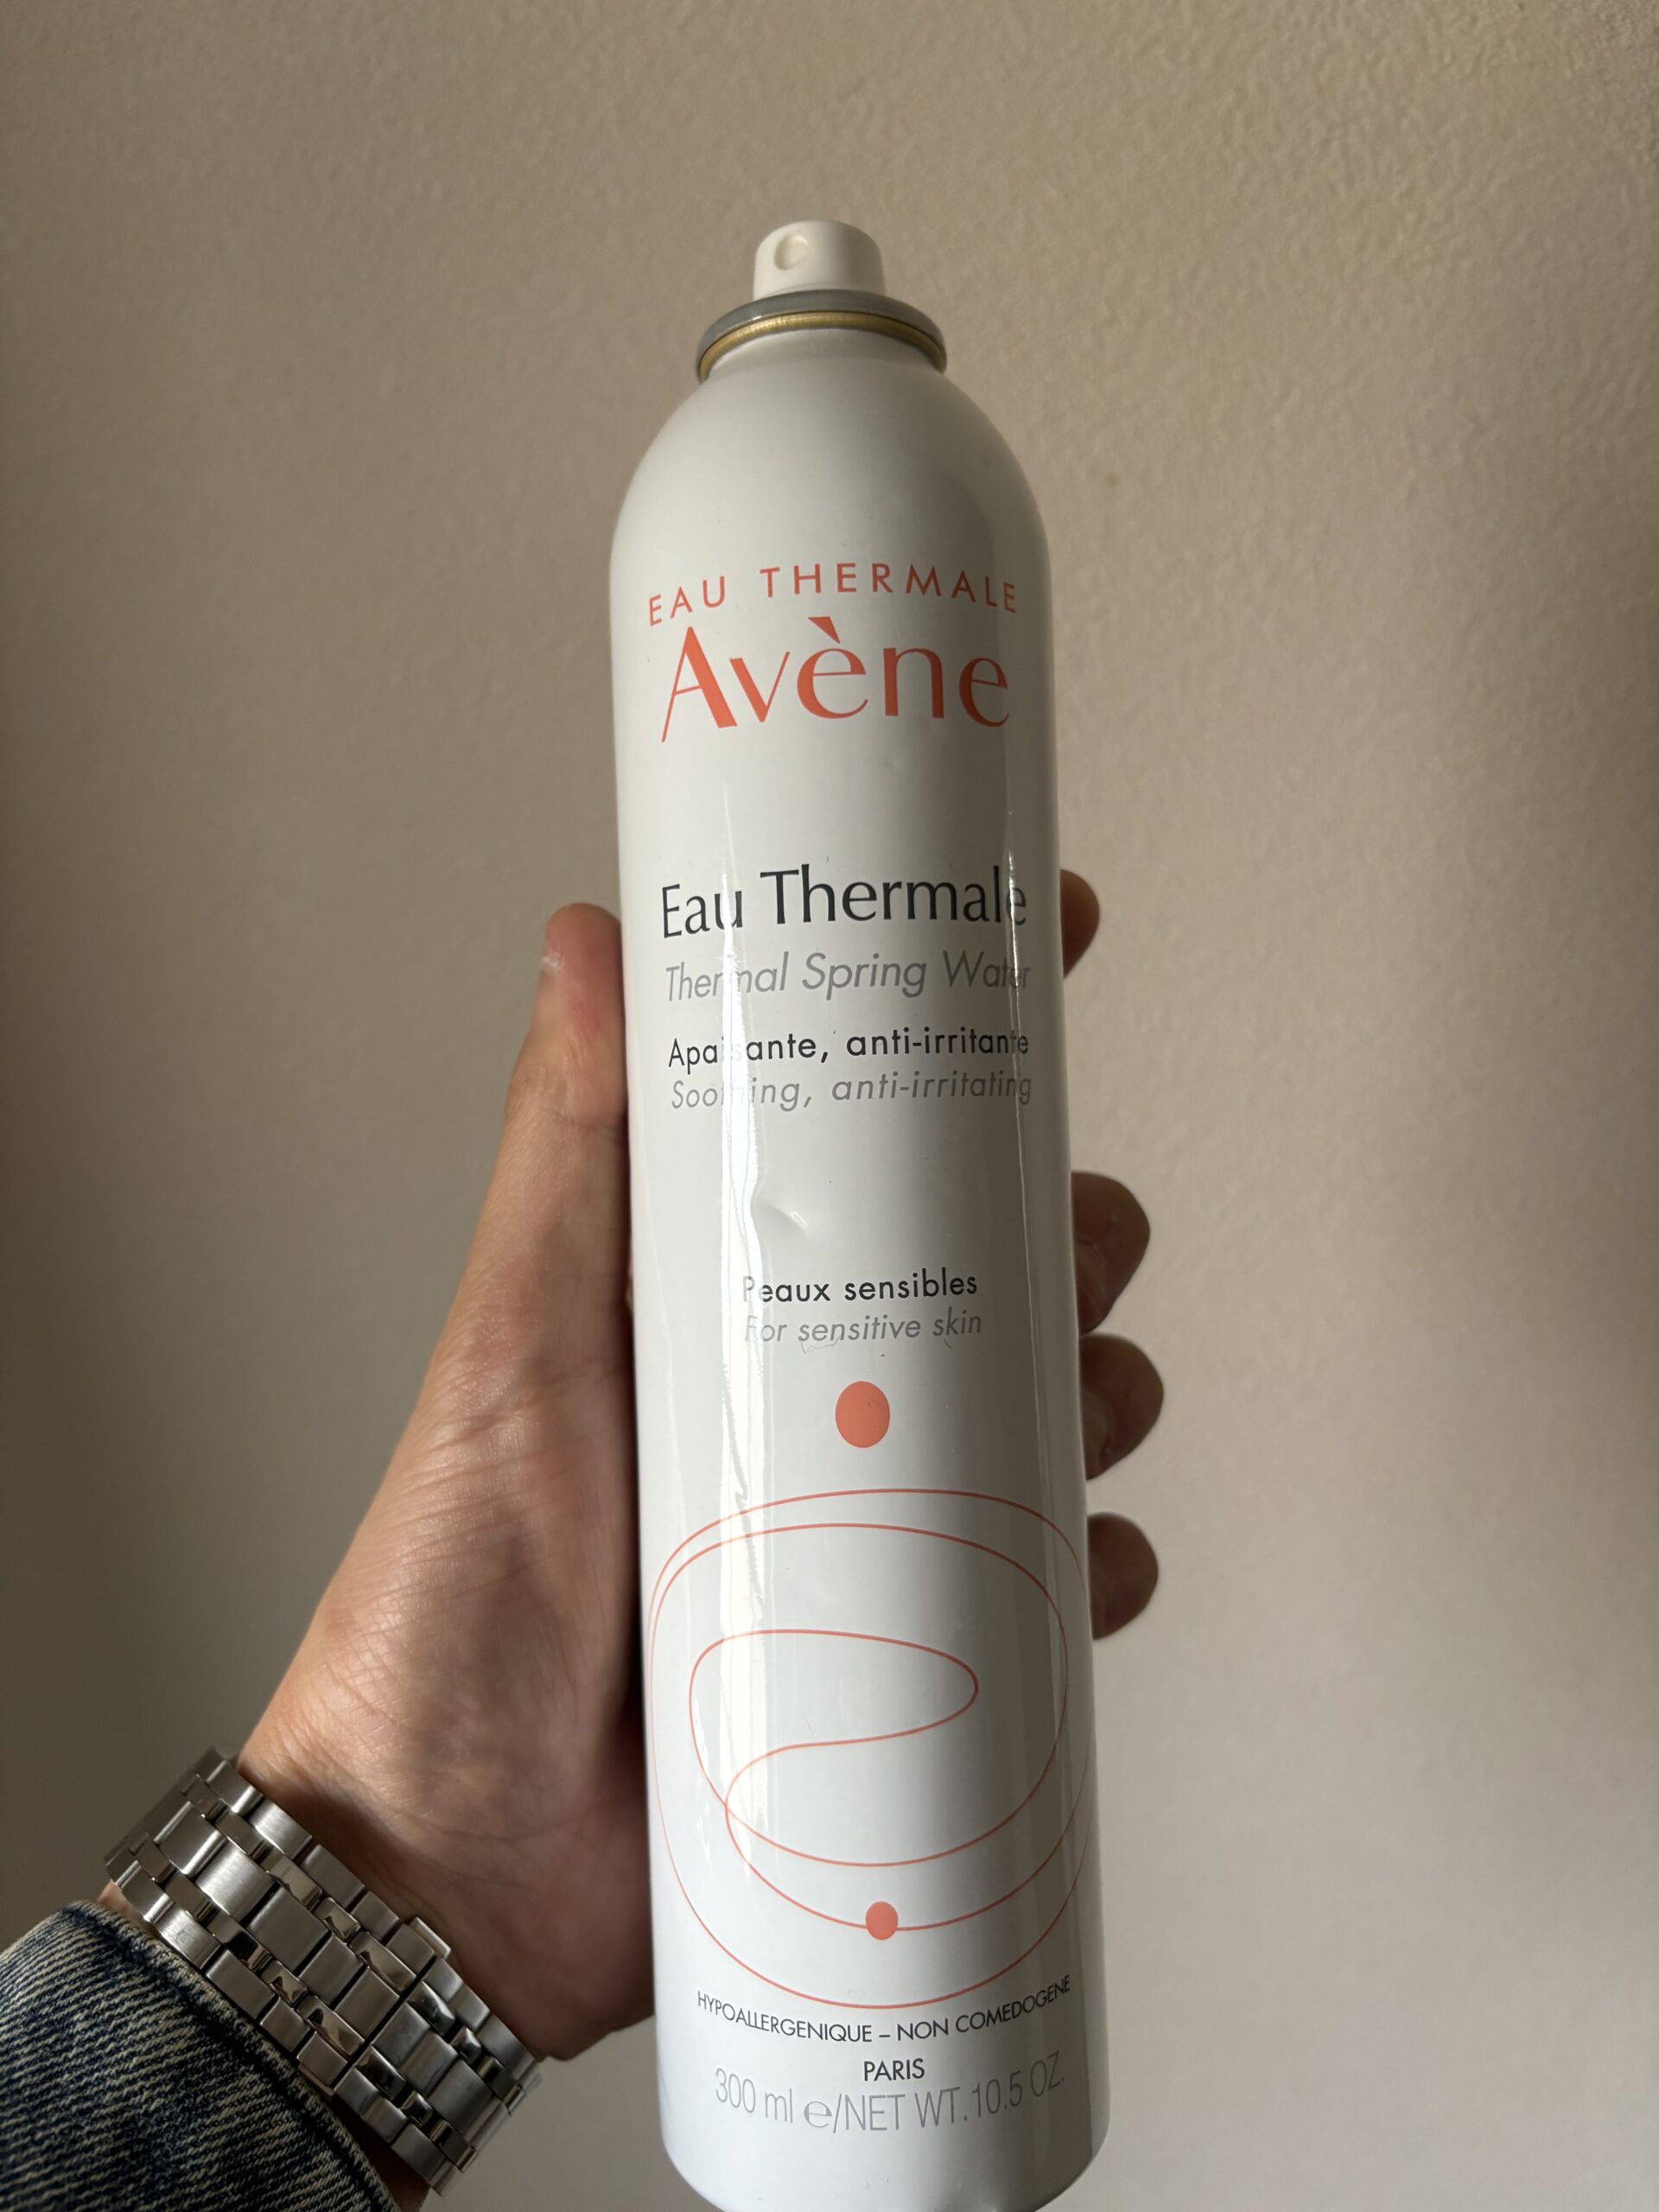 EAU THERMALE
Avène
Eau Thermale
Thermal Spring Water
Apaisante, anti-irritante
Soothing, anti-irritating
Peaux sensibles
For sensitive skin
HYPOALLERGENIQUE – NON COMEDOGENE
PARIS
300 ml ℮/NET WT. 10.5 OZ.